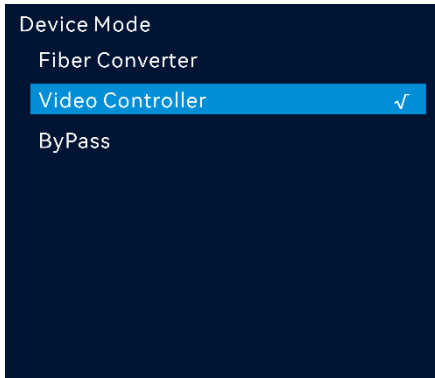 Device Mode
Fiber Converter
Video Controller √
ByPass